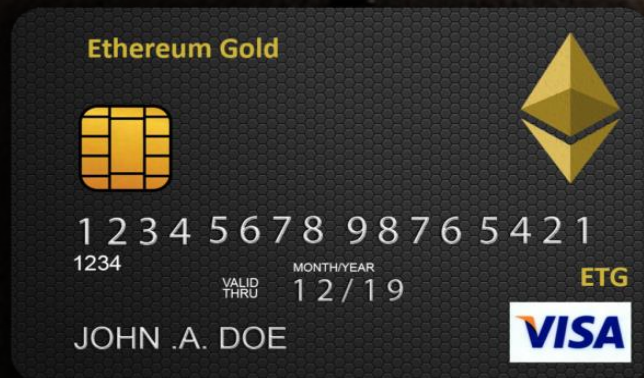 Ethereum Gold
1234 5678 9876 5421
1234
MONTH/YEAR
VALID
THRU
12/19
ETG
JOHN .A. DOE
VISA